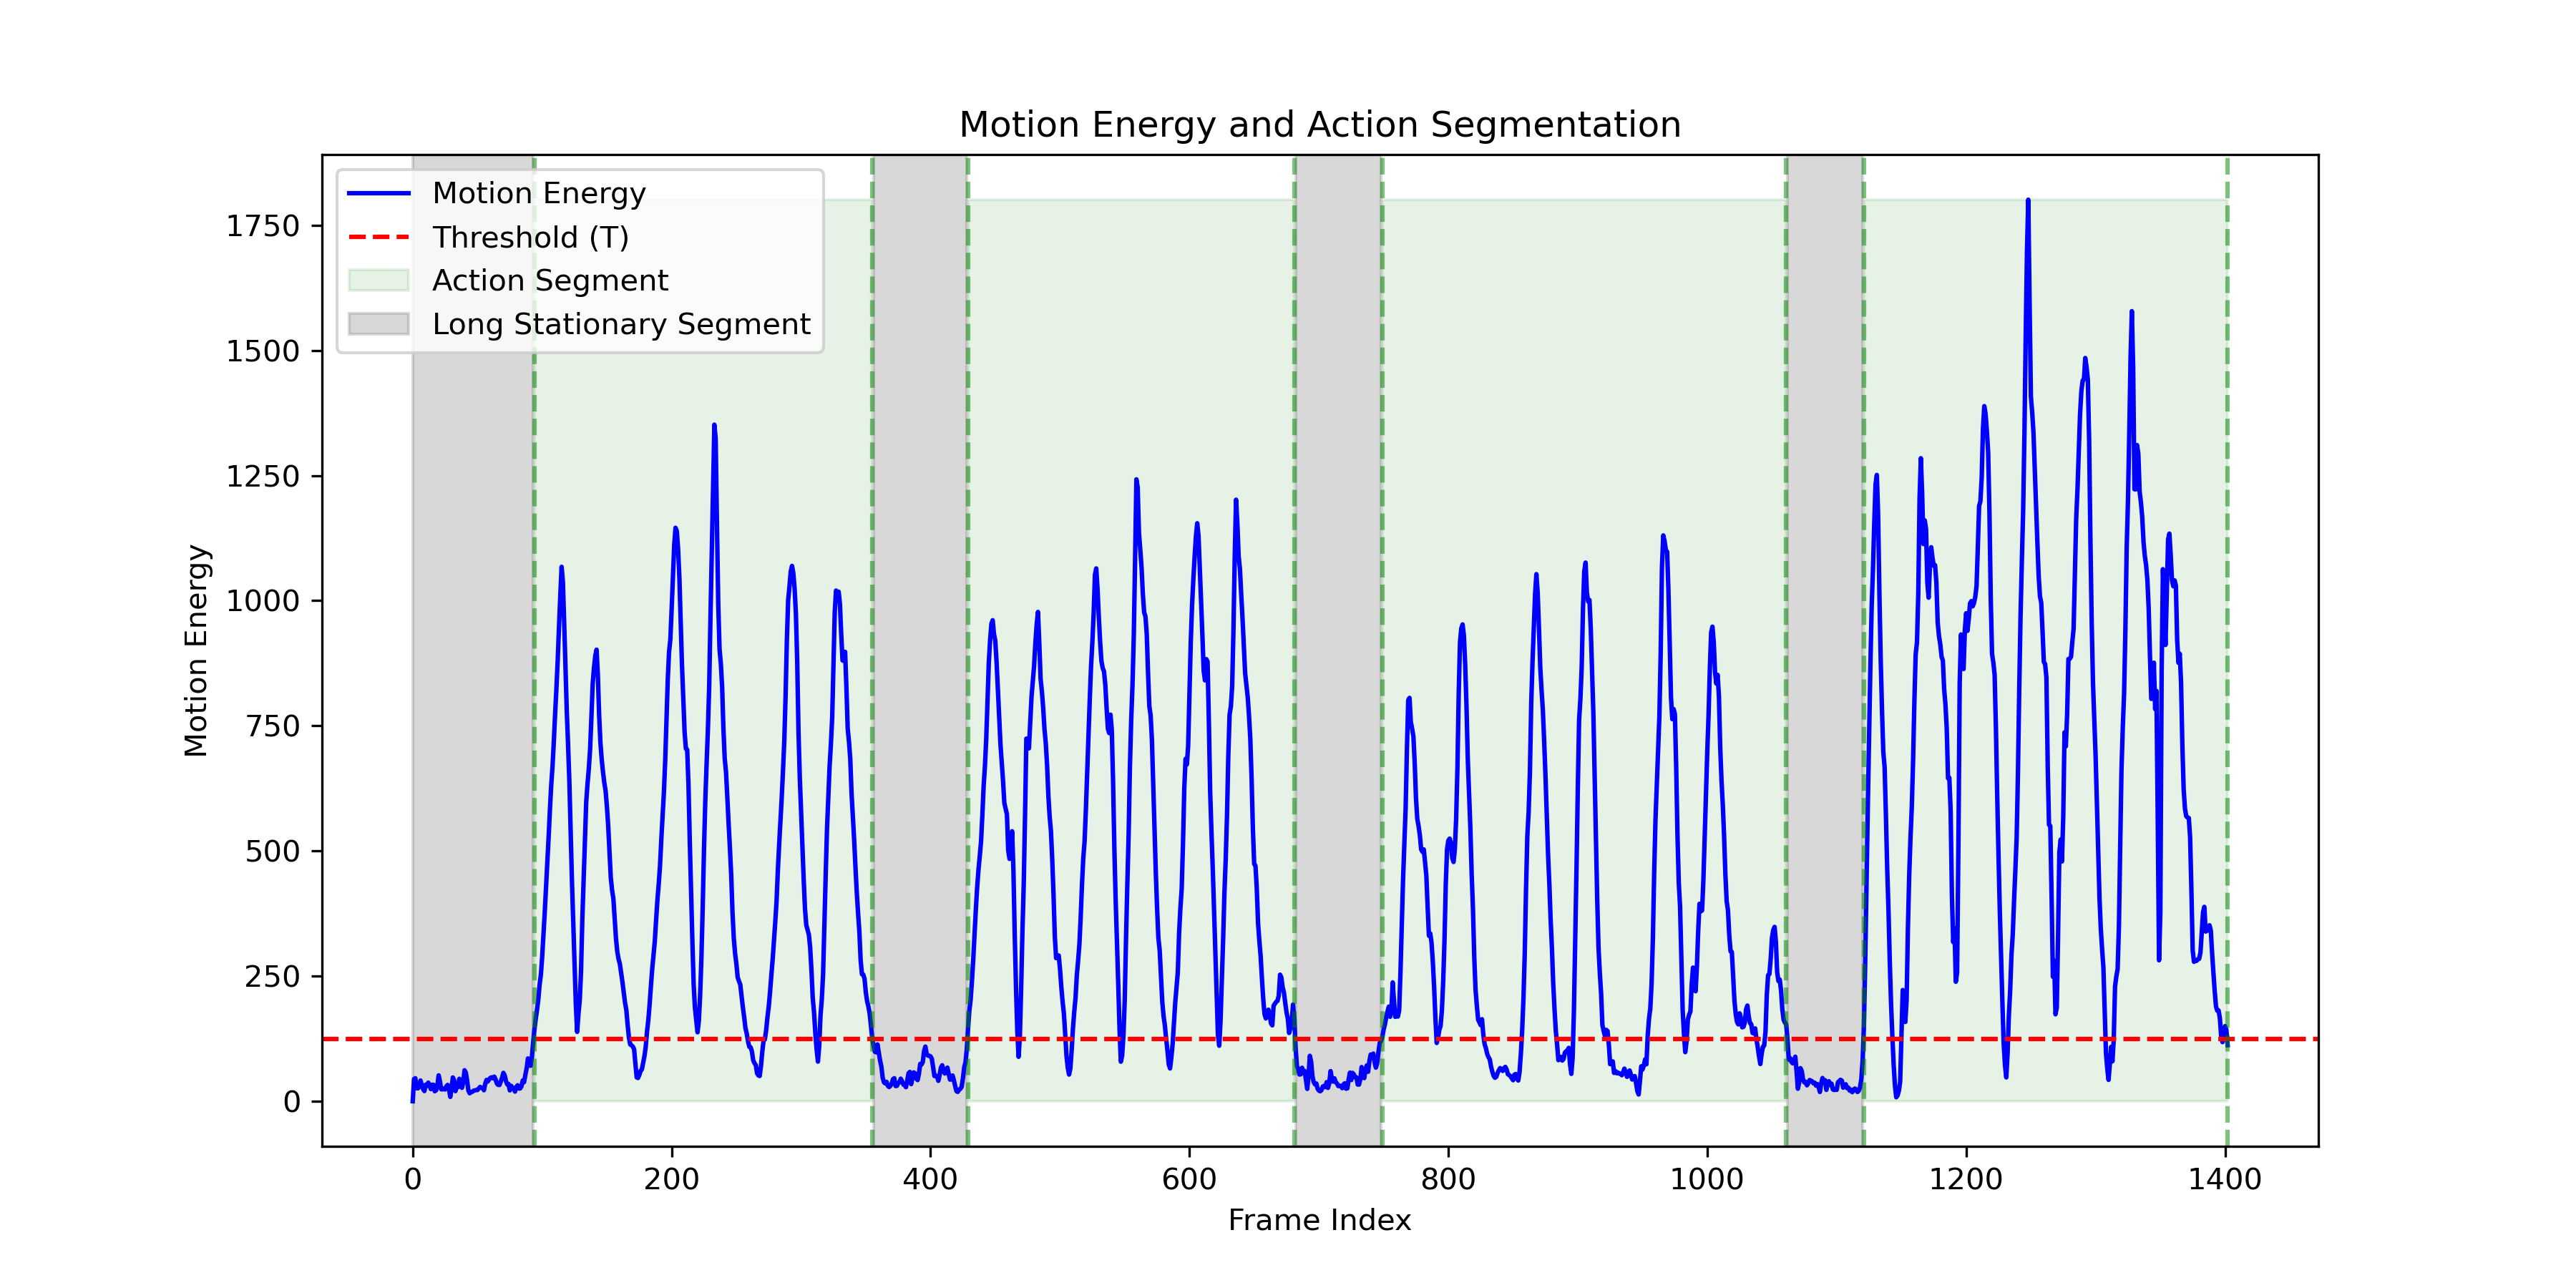 Motion Energy and Action Segmentation
Motion Energy
Threshold (T)
Action Segment
Long Stationary Segment
Motion Energy
1750
1500
1250
1000
750
500
250
0
0 200 400 600 800 1000 1200 1400
Frame Index